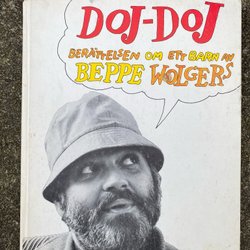 DOJ-DOJ
BERÄTTELSEN OM ETT BARN AV
BEPPE WOLGERS